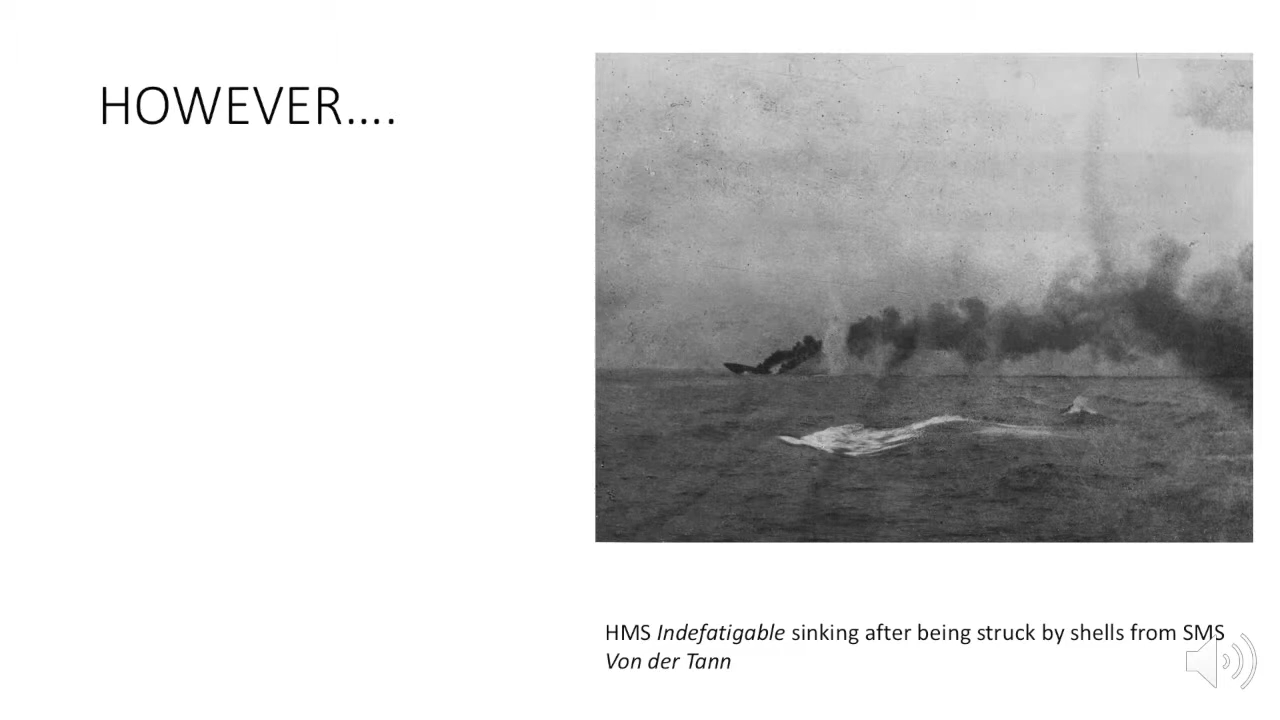 HOWEVER....
HMS Indefatigable sinking after being struck by shells from SMS
Von der Tann